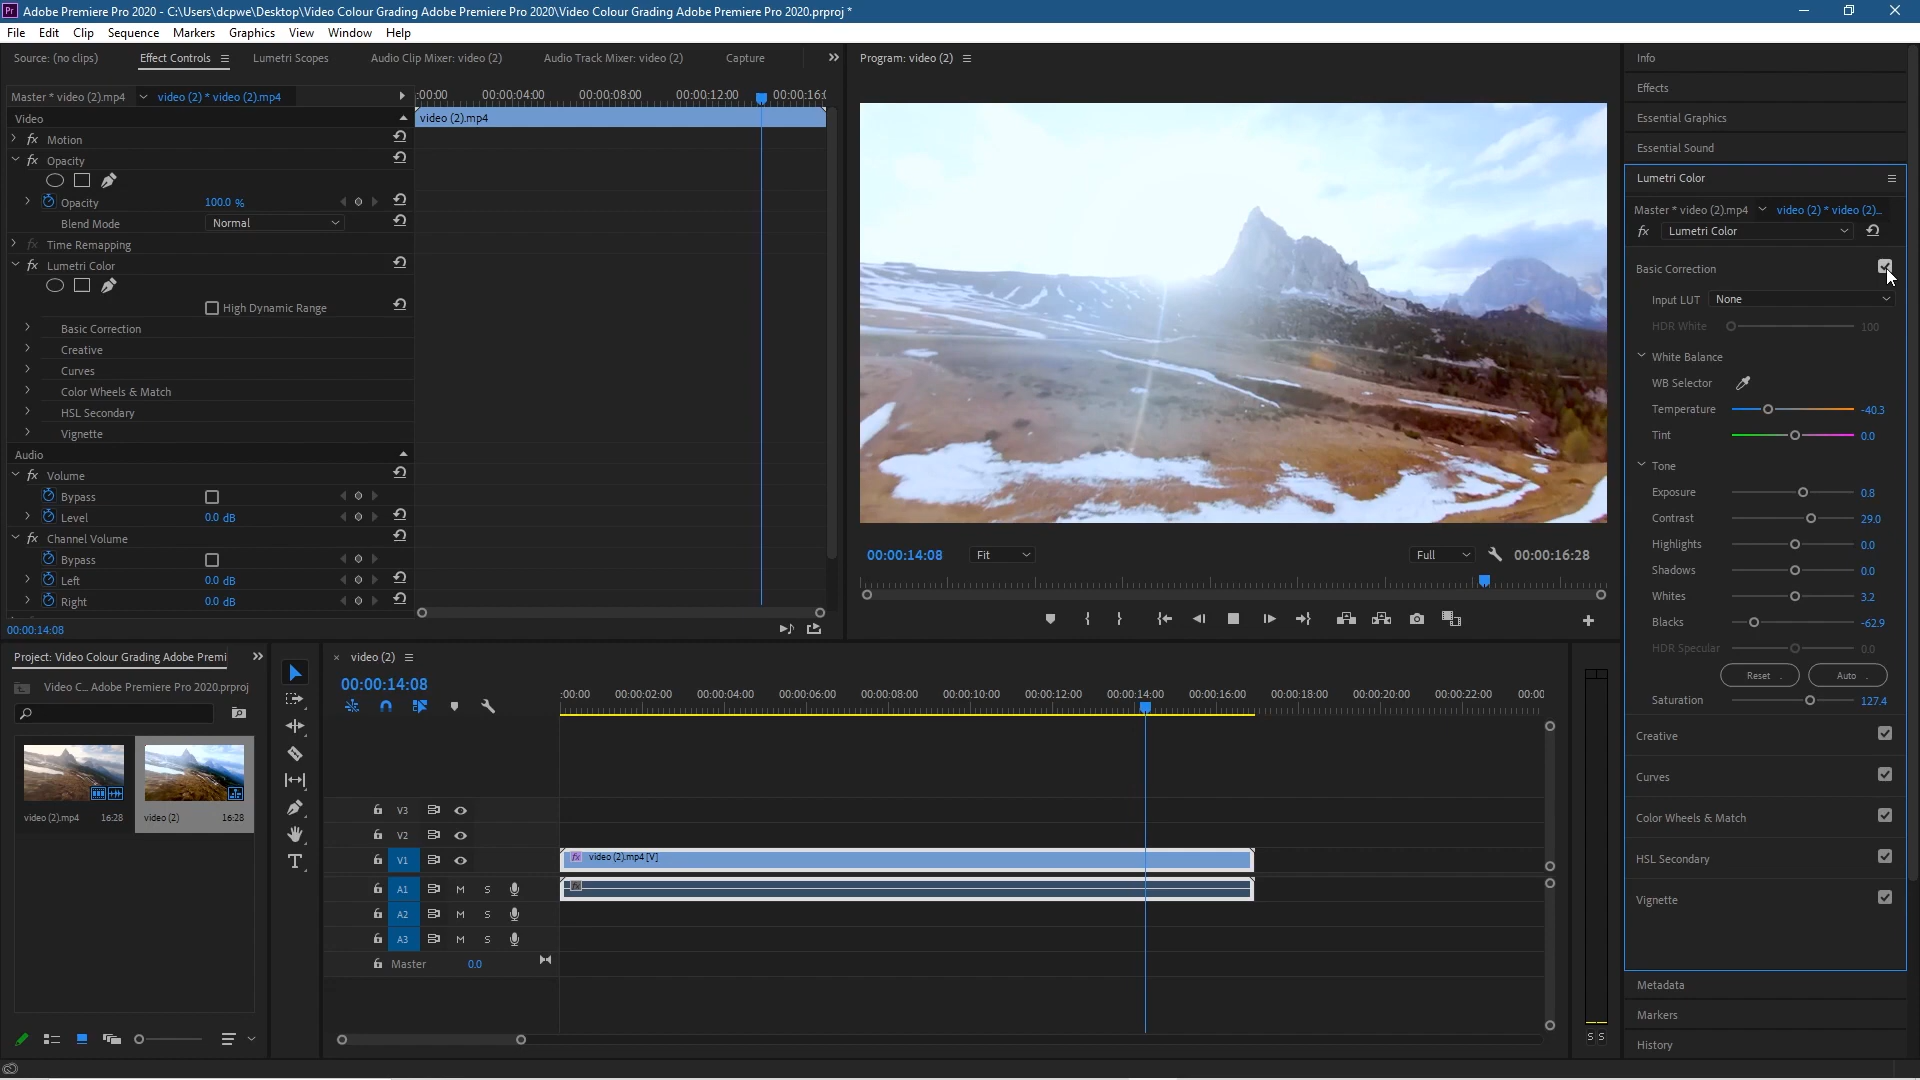 Adobe Premiere Pro 2020 - C:\Users\dcpwe\Desktop\Video Colour Grading Adobe Premiere Pro 2020\Video Colour Grading Adobe Premiere Pro 2020.prproj *
File Edit Clip Sequence Markers Graphics View Window Help
Source: (no clips) Effect Controls Lumetri Scopes Audio Clip Mixer: video (2) Audio Track Mixer: video (2) Capture
Master * video (2).mp4 video (2) * video (2).mp4
:00:00 00:00:04:00 00:00:08:00 00:00:12:00 00:00:16:
Video
video (2).mp4
fx Motion
fx Opacity
Opacity 100.0 %
Blend Mode Normal
fx Time Remapping
fx Lumetri Color
High Dynamic Range
Basic Correction
Creative
Curves
Color Wheels & Match
HSL Secondary
Vignette
Audio
fx Volume
Bypass
Level 0.0 dB
fx Channel Volume
Bypass
Left 0.0 dB
Right 0.0 dB
00:00:14:08
Program: video (2)
00:00:14:08 Fit Full 00:00:16:28
Info
Effects
Essential Graphics
Essential Sound
Lumetri Color
Master * video (2).mp4 video (2) * video (2)...
fx Lumetri Color
Basic Correction
Input LUT None
HDR White 100
White Balance
WB Selector
Temperature -40.3
Tint 0.0
Tone
Exposure 0.8
Contrast 29.0
Highlights 0.0
Shadows 0.0
Whites 3.2
Blacks -62.9
HDR Specular 0.0
Reset Auto
Saturation 127.4
Creative
Curves
Color Wheels & Match
HSL Secondary
Vignette
Metadata
Markers
History
Project: Video Colour Grading Adobe Premi
Video C... Adobe Premiere Pro 2020.prproj
video (2).mp4 16:28 video (2) 16:28
video (2)
00:00:14:08
:00:00 00:00:02:00 00:00:04:00 00:00:06:00 00:00:08:00 00:00:10:00 00:00:12:00 00:00:14:00 00:00:16:00 00:00:18:00 00:00:20:00 00:00:22:00 00:00
V3
V2
V1 fx video (2).mp4 [V]
A1 M S
A2 M S
A3 M S
Master 0.0
S S